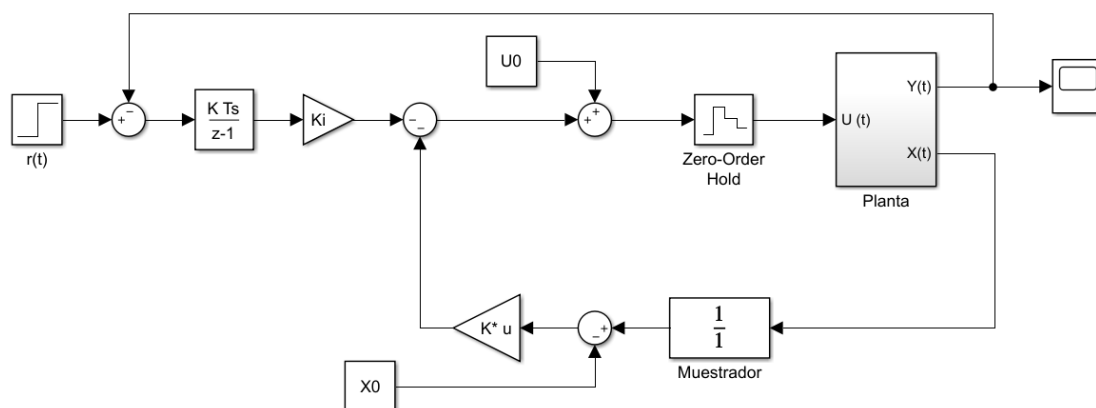 U0
r(t)
K Ts
z-1
Ki
Zero-Order
Hold
U (t)
Y(t)
X(t)
Planta
K* u
1
1
Muestrador
X0